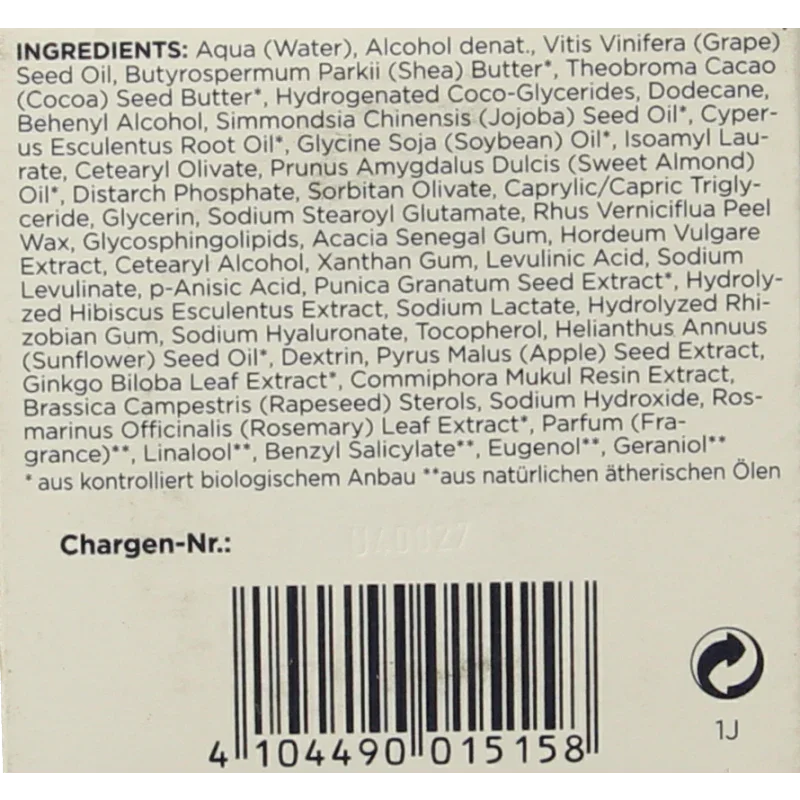 INGREDIENTS: Aqua (Water), Alcohol denat., Vitis Vinifera (Grape)
Seed Oil, Butyrospermum Parkii (Shea) Butter*, Theobroma Cacao
(Cocoa) Seed Butter*, Hydrogenated Coco-Glycerides, Dodecane,
Behenyl Alcohol, Simmondsia Chinensis (Jojoba) Seed Oil*, Cyper-
us Esculentus Root Oil*, Glycine Soja (Soybean) Oil*, Isoamyl Lau-
rate, Cetearyl Olivate, Prunus Amygdalus Dulcis (Sweet Almond)
Oil*, Distarch Phosphate, Sorbitan Olivate, Caprylic/Capric Trigly-
ceride, Glycerin, Sodium Stearoyl Glutamate, Rhus Verniciflua Peel
Wax, Glycosphingolipids, Acacia Senegal Gum, Hordeum Vulgare
Extract, Cetearyl Alcohol, Xanthan Gum, Levulinic Acid, Sodium
Levulinate, p-Anisic Acid, Punica Granatum Seed Extract*, Hydroly-
zed Hibiscus Esculentus Extract, Sodium Lactate, Hydrolyzed Rhi-
zobian Gum, Sodium Hyaluronate, Tocopherol, Helianthus Annuus
(Sunflower) Seed Oil*, Dextrin, Pyrus Malus (Apple) Seed Extract,
Ginkgo Biloba Leaf Extract*, Commiphora Mukul Resin Extract,
Brassica Campestris (Rapeseed) Sterols, Sodium Hydroxide, Ros-
marinus Officinalis (Rosemary) Leaf Extract*, Parfum (Fra-
grance)**, Linalool**, Benzyl Salicylate**, Eugenol**, Geraniol**
* aus kontrolliert biologischem Anbau **aus natürlichen ätherischen Ölen
Chargen-Nr.:
4 104490 015158
1J